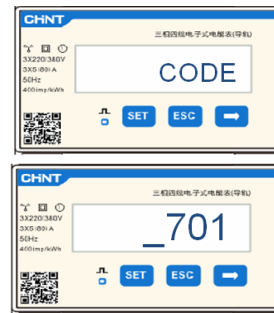 CHNT
三相四线电子式电能表(导轨)
3X220/380V
3X5(80)A
50Hz
400imp/kWh
CODE
SET
ESC
CHNT
三相四线电子式电能表(导轨)
3X220/380V
3X5(80)A
50Hz
400imp/kWh
_701
SET
ESC